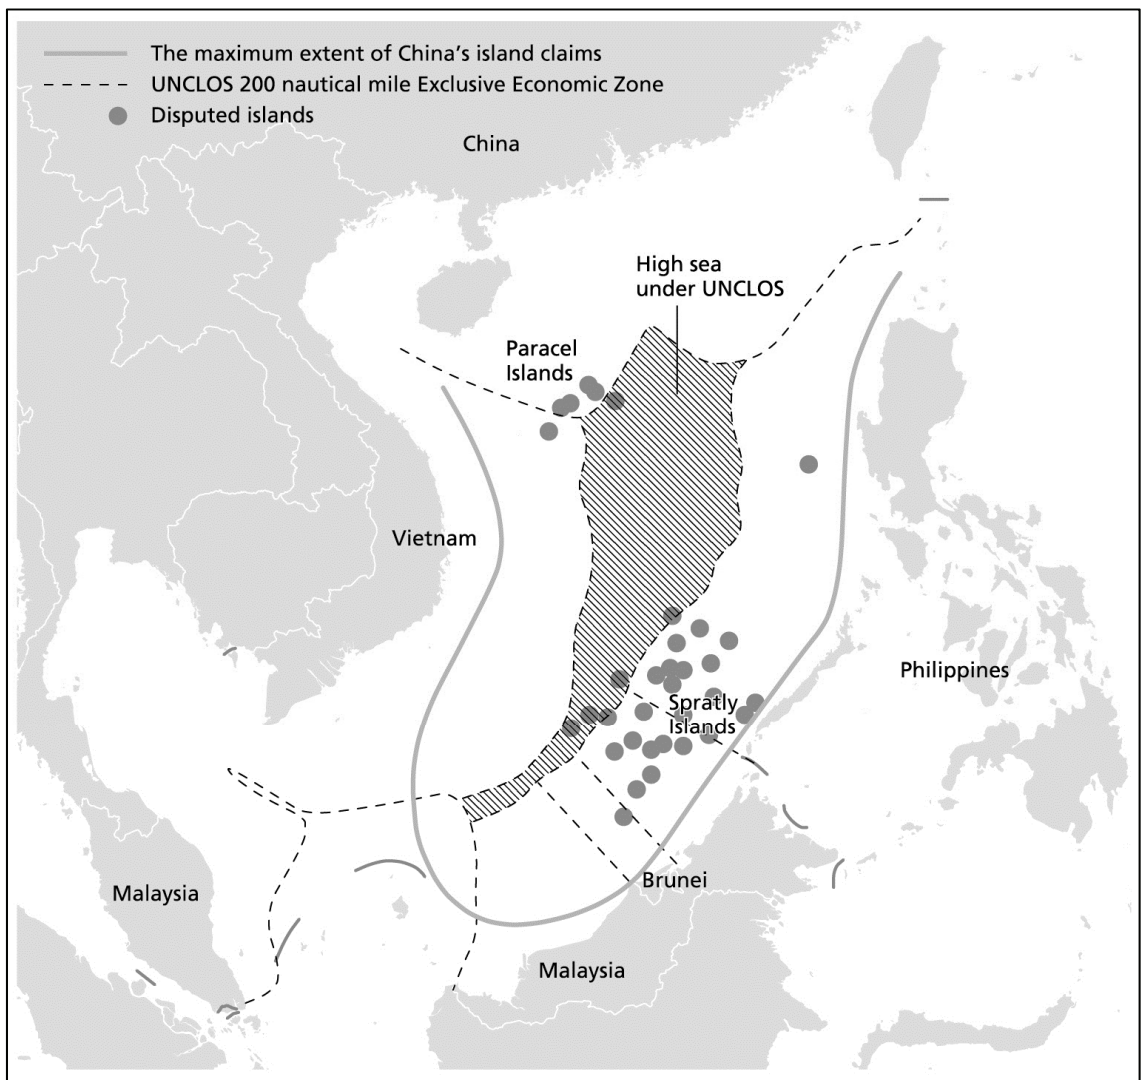 The maximum extent of China's island claims
UNCLOS 200 nautical mile Exclusive Economic Zone
Disputed islands
China
High sea
under UNCLOS
Paracel
Islands
Vietnam
Philippines
Spratly
Islands
Malaysia
Brunei
Malaysia